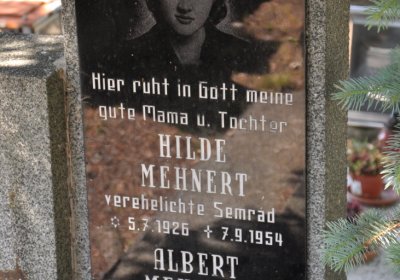 Hier ruht in Gott meine
gute Mama u. Tochter
HILDE
MEHNERT
verehelichte Semrad
☆ 5.7.1926 + 7.9.1954
ALBERT